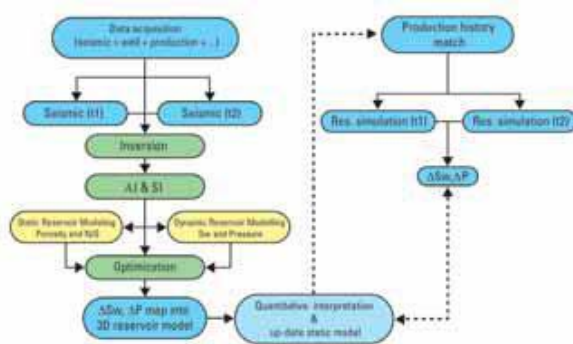 Data acquisition
(seismic + well + production + ...)
Production history
match
Seismic (t1)
Seismic (t2)
Res. simulation (t1)
Res. simulation (t2)
Inversion
AI & SI
ΔSw, ΔP
Static Reservoir Modeling
Porosity and N/G
Dynamic Reservoir Modelling
Sw and Pressure
Optimization
ΔSw, ΔP map into
3D reservoir model
Quantitative interpretation
&
up-date static model